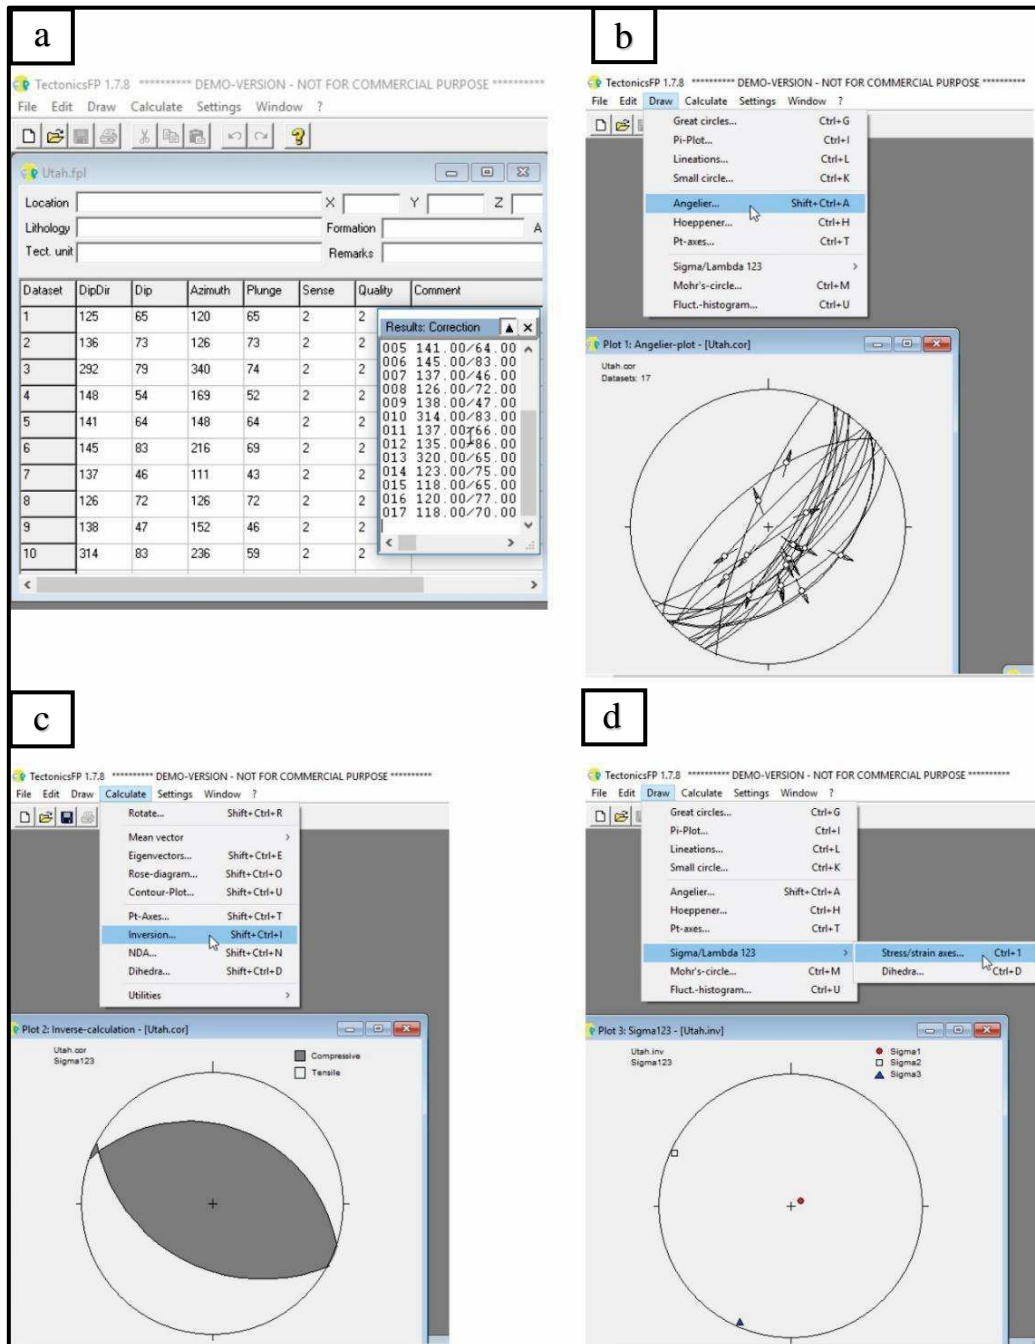 a
TectonicsFP 1.7.8 ********** DEMO-VERSION - NOT FOR COMMERCIAL PURPOSE **********
File Edit Draw Calculate Settings Window ?
Utah.fpl
Location X Y Z
Lithology Formation A
Tect. unit Remarks
Dataset DipDir Dip Azimuth Plunge Sense Quality Comment
1 125 65 120 65 2 2
2 136 73 126 73 2 2
3 292 79 340 74 2 2
4 148 54 169 52 2 2
5 141 64 148 64 2 2
6 145 83 216 69 2 2
7 137 46 111 43 2 2
8 126 72 126 72 2 2
9 138 47 152 46 2 2
10 314 83 236 59 2 2
Results: Correction
005 141.00/64.00
006 145.00/83.00
007 137.00/46.00
008 126.00/72.00
009 138.00/47.00
010 314.00/83.00
011 137.00/66.00
012 135.00/86.00
013 320.00/65.00
014 123.00/75.00
015 118.00/65.00
016 120.00/77.00
017 118.00/70.00
b
TectonicsFP 1.7.8 ********** DEMO-VERSION - NOT FOR COMMERCIAL PURPOSE **********
File Edit Draw Calculate Settings Window ?
Great circles... Ctrl+G
Pi-Plot... Ctrl+I
Lineations... Ctrl+L
Small circle... Ctrl+K
Angelier... Shift+Ctrl+A
Hoeppener... Ctrl+H
Pt-axes... Ctrl+T
Sigma/Lambda 123 >
Mohr's-circle... Ctrl+M
Fluct.-histogram... Ctrl+U
Plot 1: Angelier-plot - [Utah.cor]
Utah.cor
Datasets: 17
c
TectonicsFP 1.7.8 ********** DEMO-VERSION - NOT FOR COMMERCIAL PURPOSE **********
File Edit Draw Calculate Settings Window ?
Rotate... Shift+Ctrl+R
Mean vector >
Eigenvectors... Shift+Ctrl+E
Rose-diagram... Shift+Ctrl+O
Contour-Plot... Shift+Ctrl+U
Pt-Axes... Shift+Ctrl+T
Inversion... Shift+Ctrl+I
NDA... Shift+Ctrl+N
Dihedra... Shift+Ctrl+D
Utilities >
Plot 2: Inverse-calculation - [Utah.cor]
Utah.cor
Sigma123
Compressive
Tensile
d
TectonicsFP 1.7.8 ********** DEMO-VERSION - NOT FOR COMMERCIAL PURPOSE **********
File Edit Draw Calculate Settings Window ?
Great circles... Ctrl+G
Pi-Plot... Ctrl+I
Lineations... Ctrl+L
Small circle... Ctrl+K
Angelier... Shift+Ctrl+A
Hoeppener... Ctrl+H
Pt-axes... Ctrl+T
Sigma/Lambda 123 > Stress/strain axes... Ctrl+1
Mohr's-circle... Ctrl+M Dihedra... Ctrl+D
Fluct.-histogram... Ctrl+U
Plot 3: Sigma123 - [Utah.inv]
Utah.inv
Sigma123
Sigma1
Sigma2
Sigma3